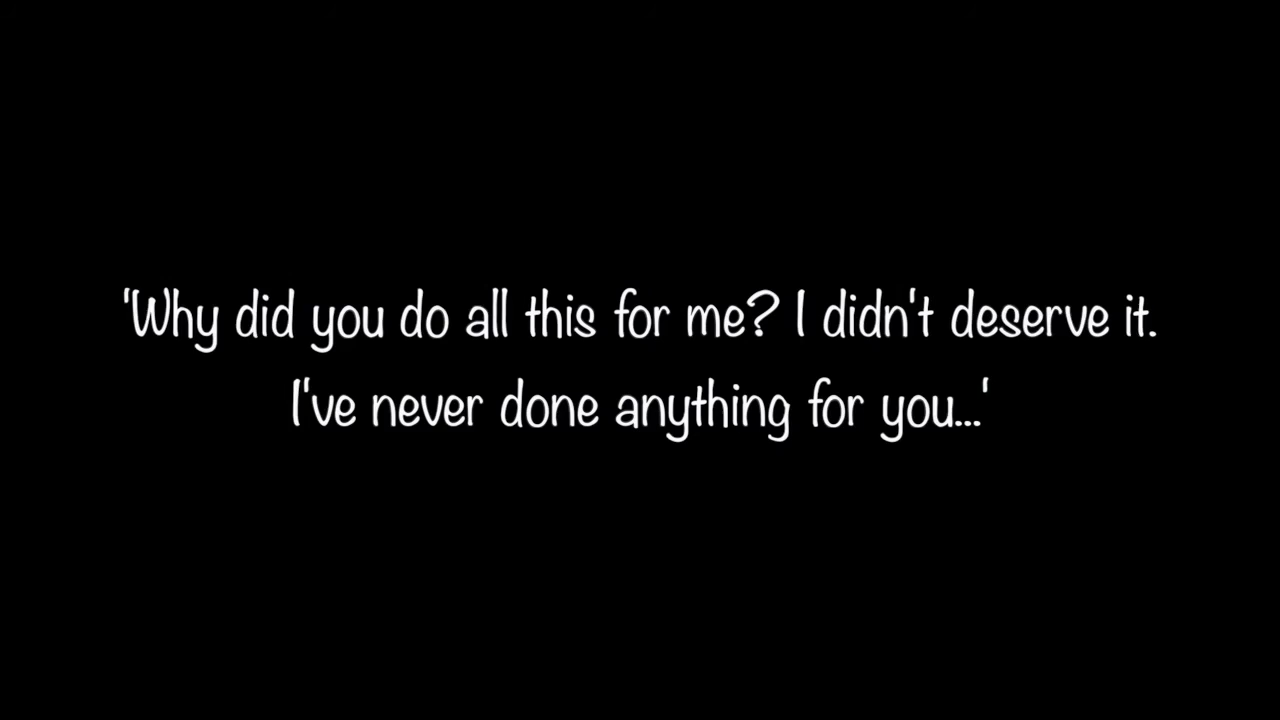 'Why did you do all this for me? I didn't deserve it.
I've never done anything for you...'